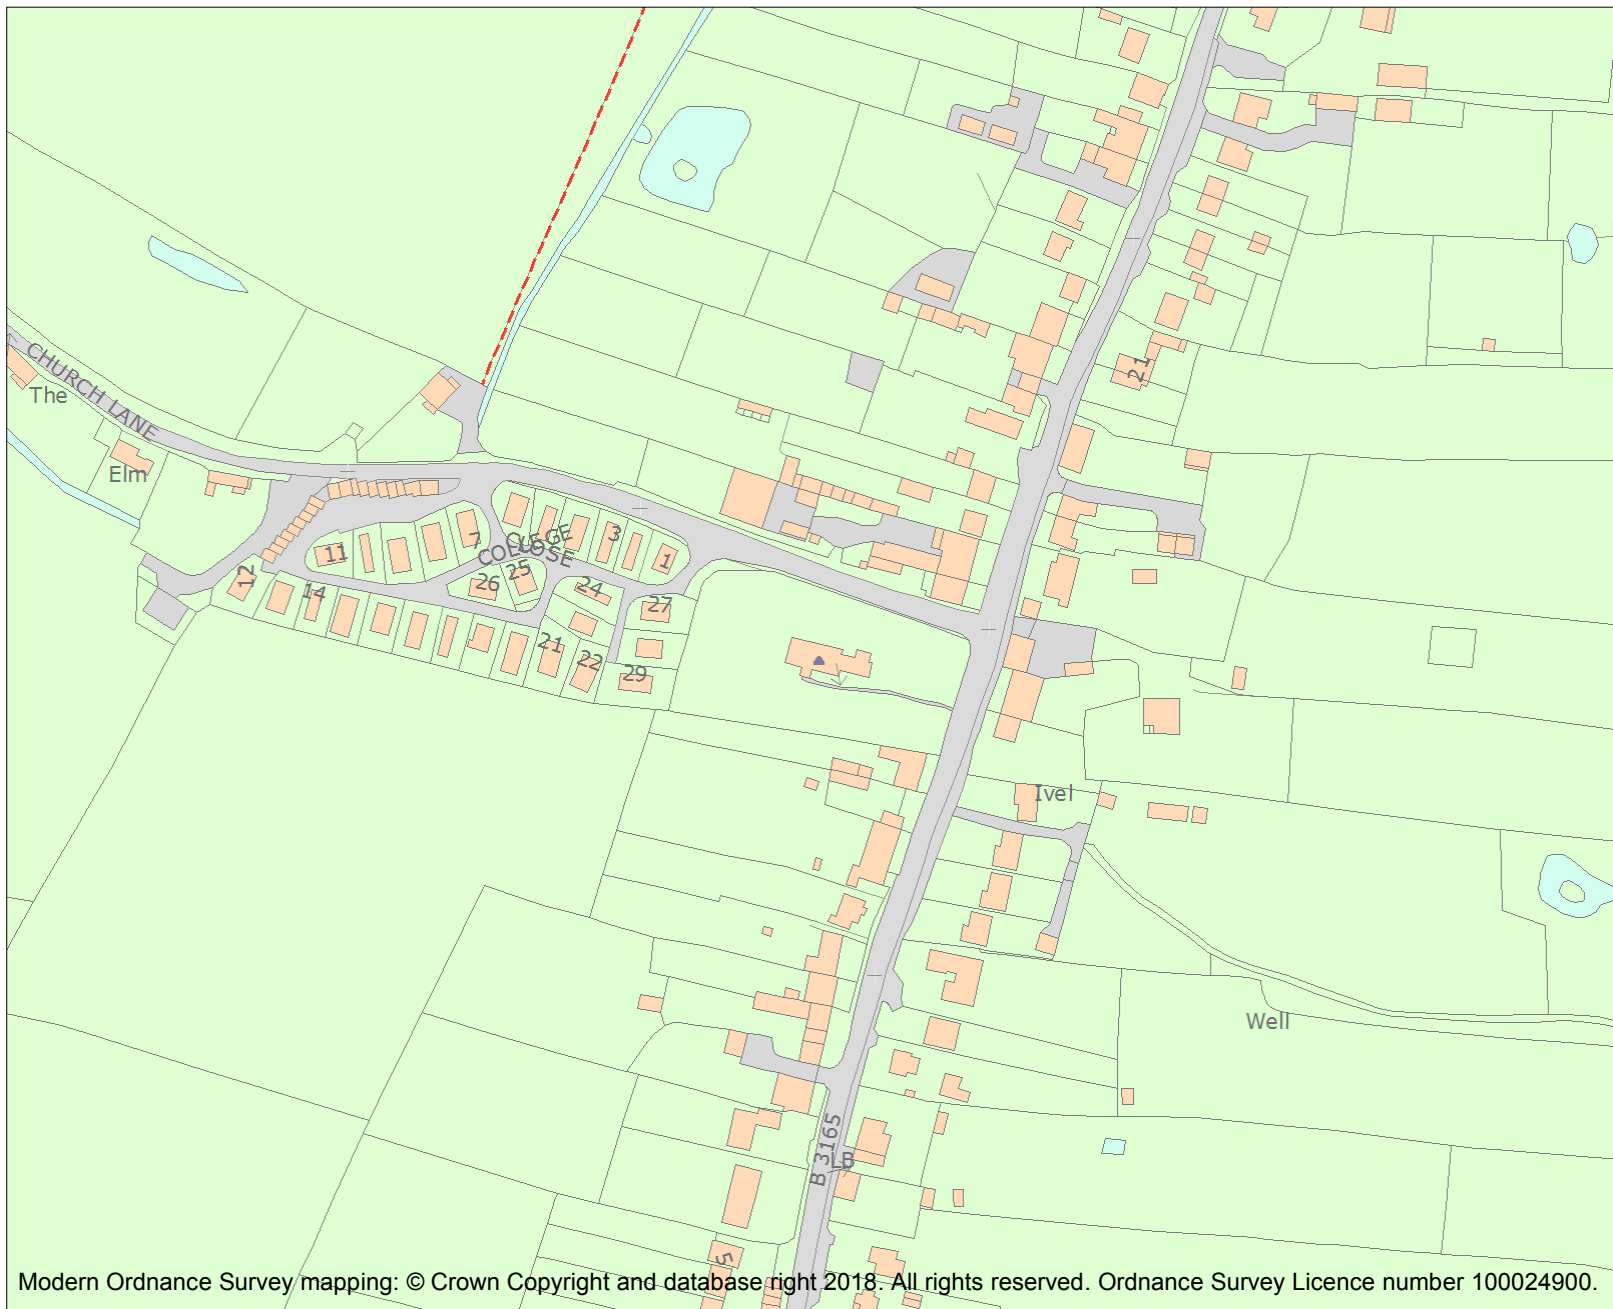 21
CHURCH LANE
The
Elm
3
COLLEGE
CLOSE
7
11
1
25
26
12
14
24
27
21
22
29
Ivel
Well
B 3165
LB
5
Modern Ordnance Survey mapping: © Crown Copyright and database right 2018. All rights reserved. Ordnance Survey Licence number 100024900.